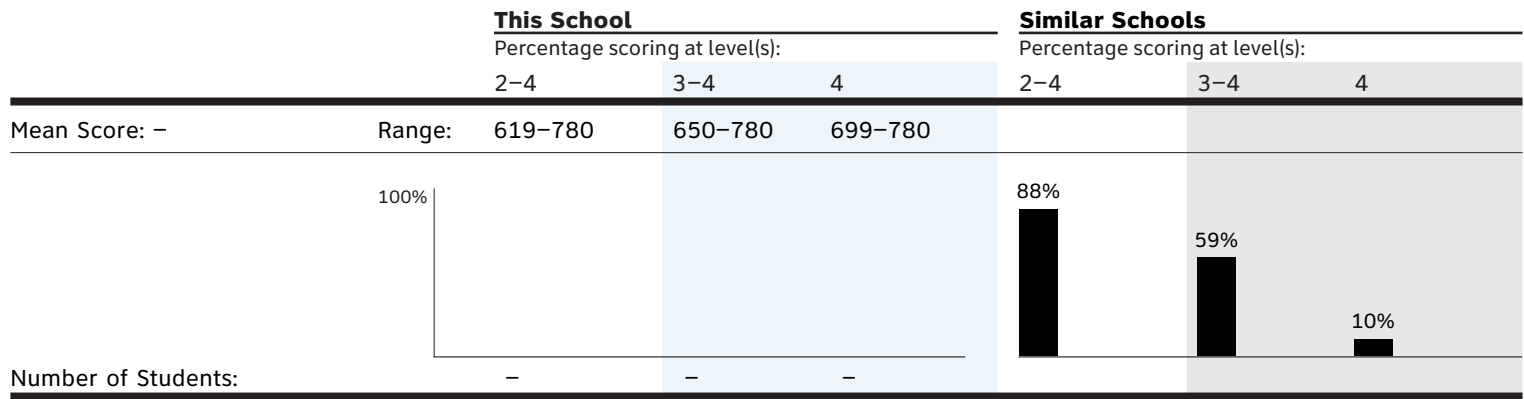 This School Similar Schools
Percentage scoring at level(s): Percentage scoring at level(s):
2–4 3–4 4 2–4 3–4 4
Mean Score: – Range: 619–780 650–780 699–780
100%
88%
59%
10%
Number of Students: – – –